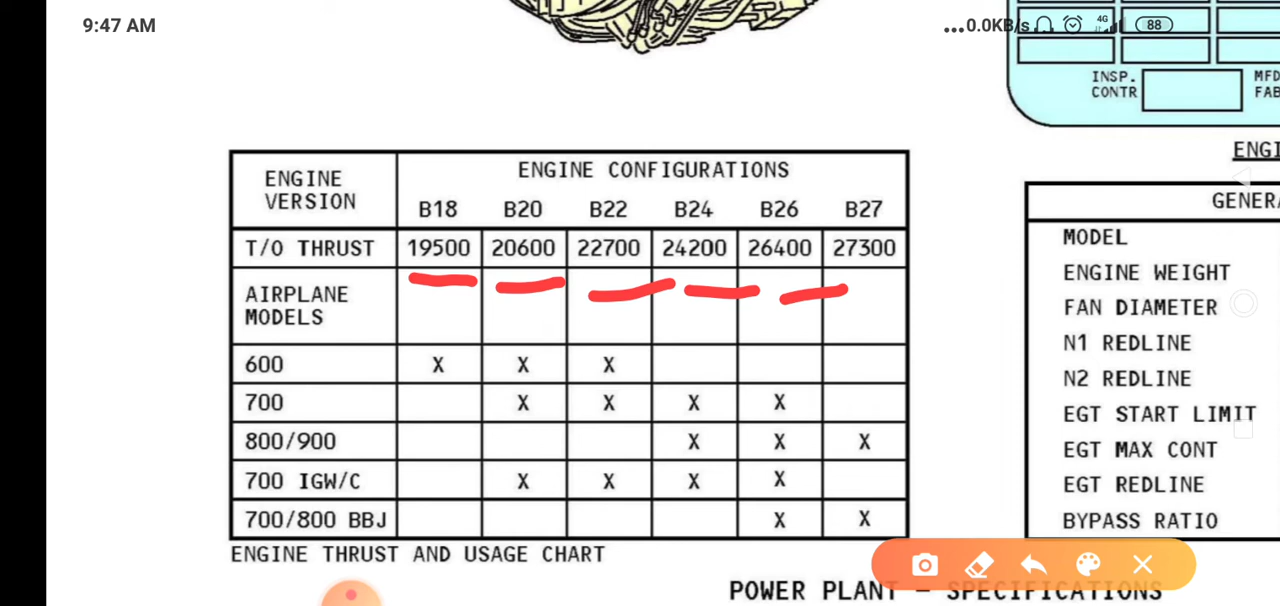 9:47 AM
...0.0KB/s 4G 88
INSP. CONTR
MFD FAB
ENGINE VERSION
ENGINE CONFIGURATIONS
B18 B20 B22 B24 B26 B27
T/O THRUST 19500 20600 22700 24200 26400 27300
AIRPLANE
MODELS
600 X X X
700 X X X X
800/900 X X X
700 IGW/C X X X X
700/800 BBJ X X
ENGINE THRUST AND USAGE CHART
ENGI
GENERA
MODEL
ENGINE WEIGHT
FAN DIAMETER
N1 REDLINE
N2 REDLINE
EGT START LIMIT
EGT MAX CONT
EGT REDLINE
BYPASS RATIO
POWER PLANT - SPECIFICATIONS